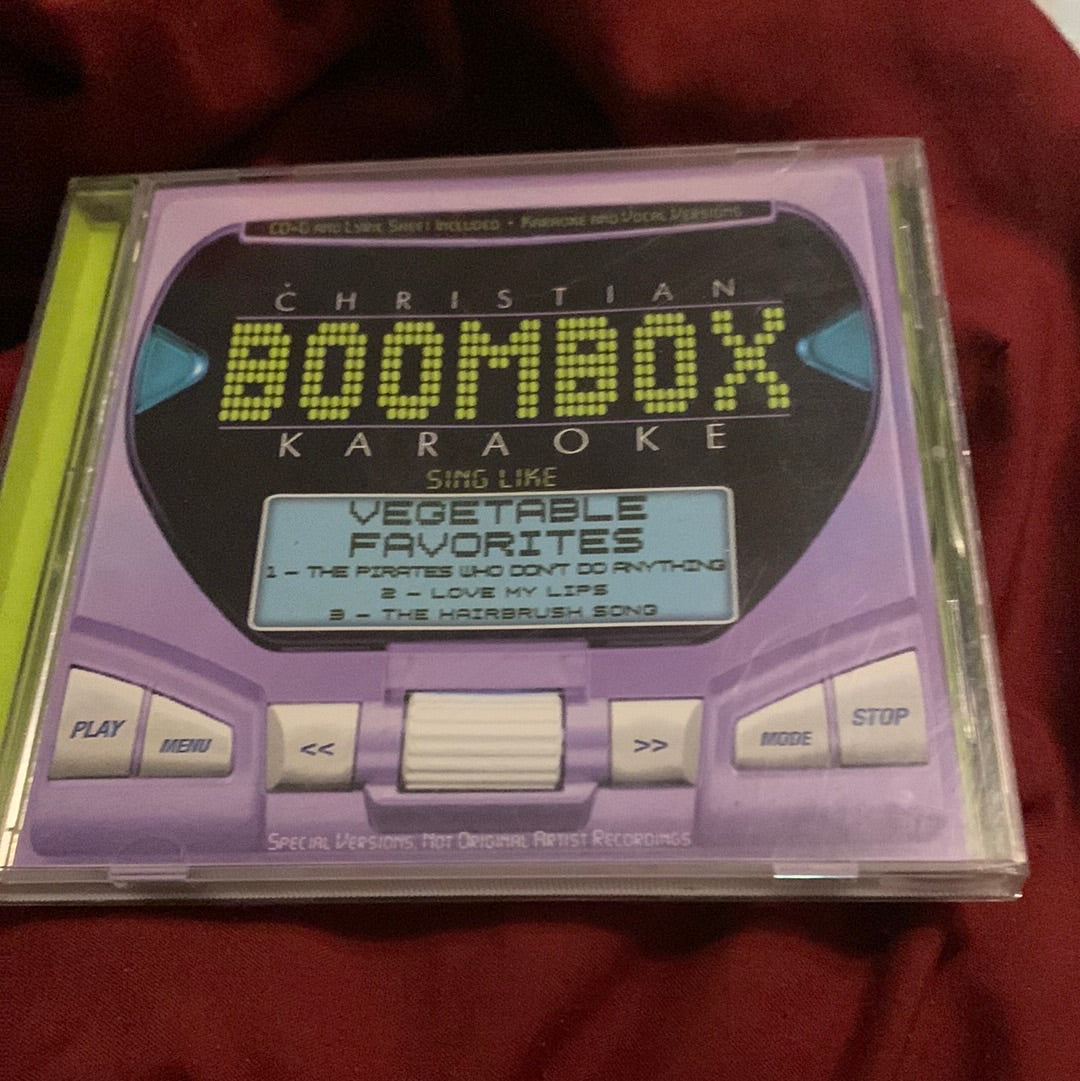 CD+G AND LYRIC SHEET INCLUDED • KARAOKE AND VOCAL VERSIONS
CHRISTIAN
BOOMBOX
KARAOKE
SING LIKE
VEGETABLE
FAVORITES
1 - THE PIRATES WHO DON'T DO ANYTHING
2 - LOVE MY LIPS
3 - THE HAIRBRUSH SONG
PLAY MENU << >> MODE STOP
SPECIAL VERSIONS, NOT ORIGINAL ARTIST RECORDINGS